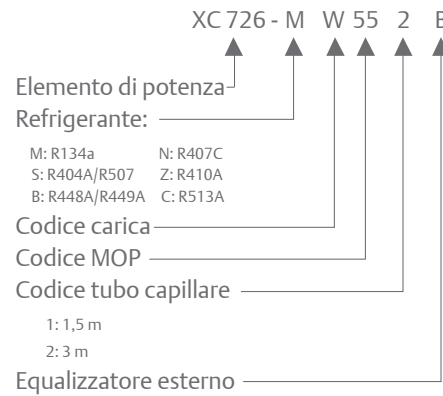 XC 726 - M W 55 2 B
Elemento di potenza
Refrigerante:
M: R134a N: R407C
S: R404A/R507 Z: R410A
B: R448A/R449A C: R513A
Codice carica
Codice MOP
Codice tubo capillare
1: 1,5 m
2: 3 m
Equalizzatore esterno